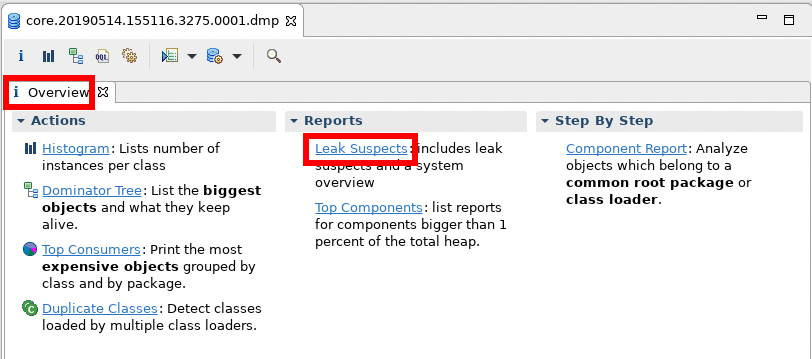 core.20190514.155116.3275.0001.dmp
i OQL
i Overview
Actions
Histogram: Lists number of
instances per class
Dominator Tree: List the biggest
objects and what they keep
alive.
Top Consumers: Print the most
expensive objects grouped by
class and by package.
Duplicate Classes: Detect classes
loaded by multiple class loaders.
Reports
Leak Suspects: includes leak
suspects and a system
overview
Top Components: list reports
for components bigger than 1
percent of the total heap.
Step By Step
Component Report: Analyze
objects which belong to a
common root package or
class loader.